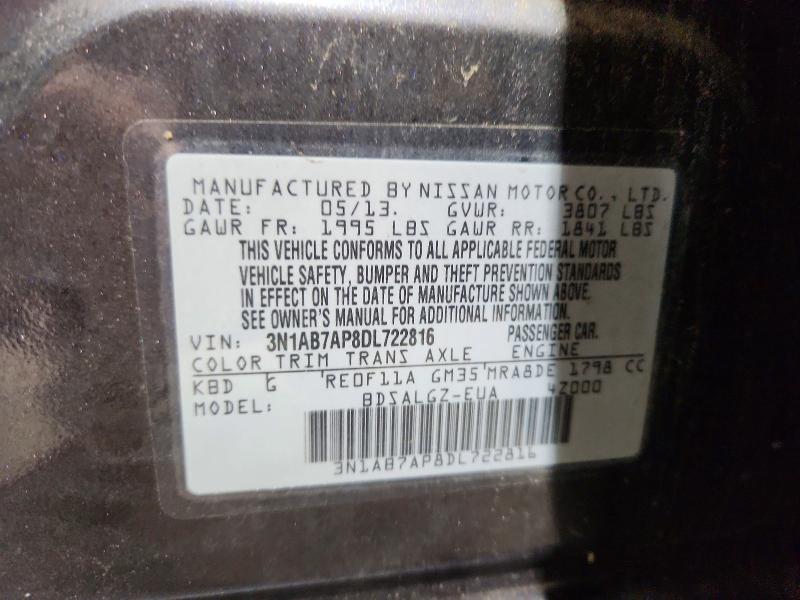 MANUFACTURED BY NISSAN MOTOR CO., LTD.
DATE: 05/13. GVWR: 3807 LBS
GAWR FR: 1995 LBS GAWR RR: 1841 LBS
THIS VEHICLE CONFORMS TO ALL APPLICABLE FEDERAL MOTOR
VEHICLE SAFETY, BUMPER AND THEFT PREVENTION STANDARDS
IN EFFECT ON THE DATE OF MANUFACTURE SHOWN ABOVE.
SEE OWNER'S MANUAL FOR ADDITIONAL INFORMATION.
VIN: 3N1AB7AP8DL722816 PASSENGER CAR.
COLOR TRIM TRANS AXLE ENGINE
KBD G RE0F11A GM35 MRA8DE 1798 CC
MODEL: BDSALGZ-EUA 4Z000
3N1AB7AP8DL722816